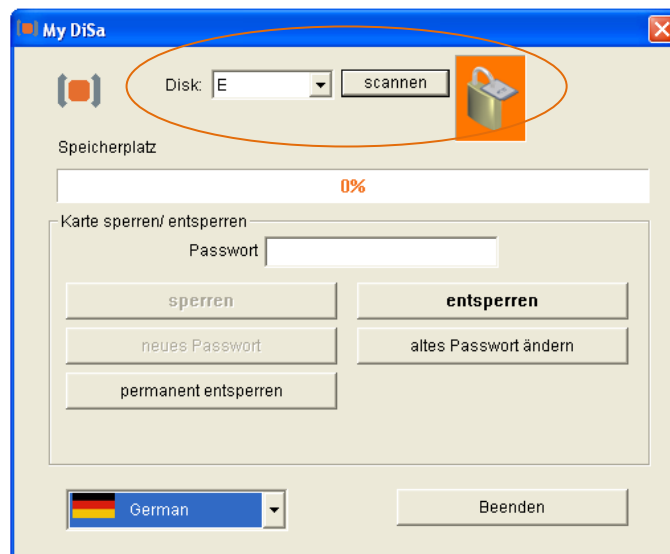 My DiSa
Disk: E scannen
Speicherplatz
0%
Karte sperren/ entsperren
Passwort
sperren entsperren
neues Passwort altes Passwort ändern
permanent entsperren
German Beenden